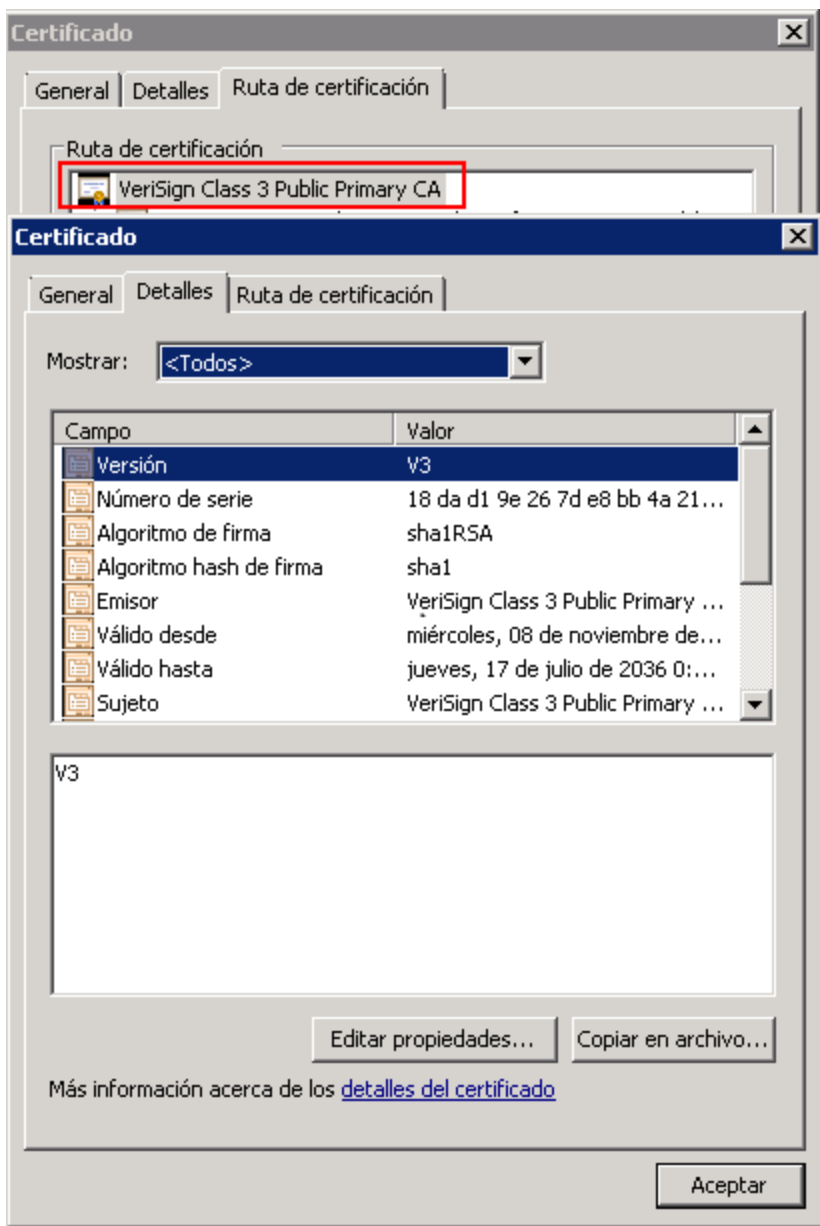 Certificado
General Detalles Ruta de certificación
Ruta de certificación
VeriSign Class 3 Public Primary CA
Certificado
General Detalles Ruta de certificación
Mostrar: <Todos>
Campo Valor
Versión V3
Número de serie 18 da d1 9e 26 7d e8 bb 4a 21...
Algoritmo de firma sha1RSA
Algoritmo hash de firma sha1
Emisor VeriSign Class 3 Public Primary ...
Válido desde miércoles, 08 de noviembre de...
Válido hasta jueves, 17 de julio de 2036 0:...
Sujeto VeriSign Class 3 Public Primary ...
V3
Editar propiedades... Copiar en archivo...
Más información acerca de los detalles del certificado
Aceptar